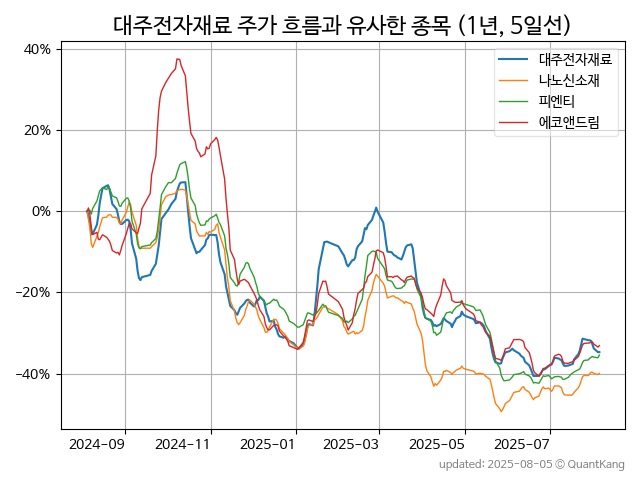 대주전자재료 주가 흐름과 유사한 종목 (1년, 5일선)
40%
20%
0%
−20%
−40%
대주전자재료
나노신소재
피엔티
에코앤드림
2024-09
2024-11
2025-01
2025-03
2025-05
2025-07
updated: 2025-08-05 © QuantKang